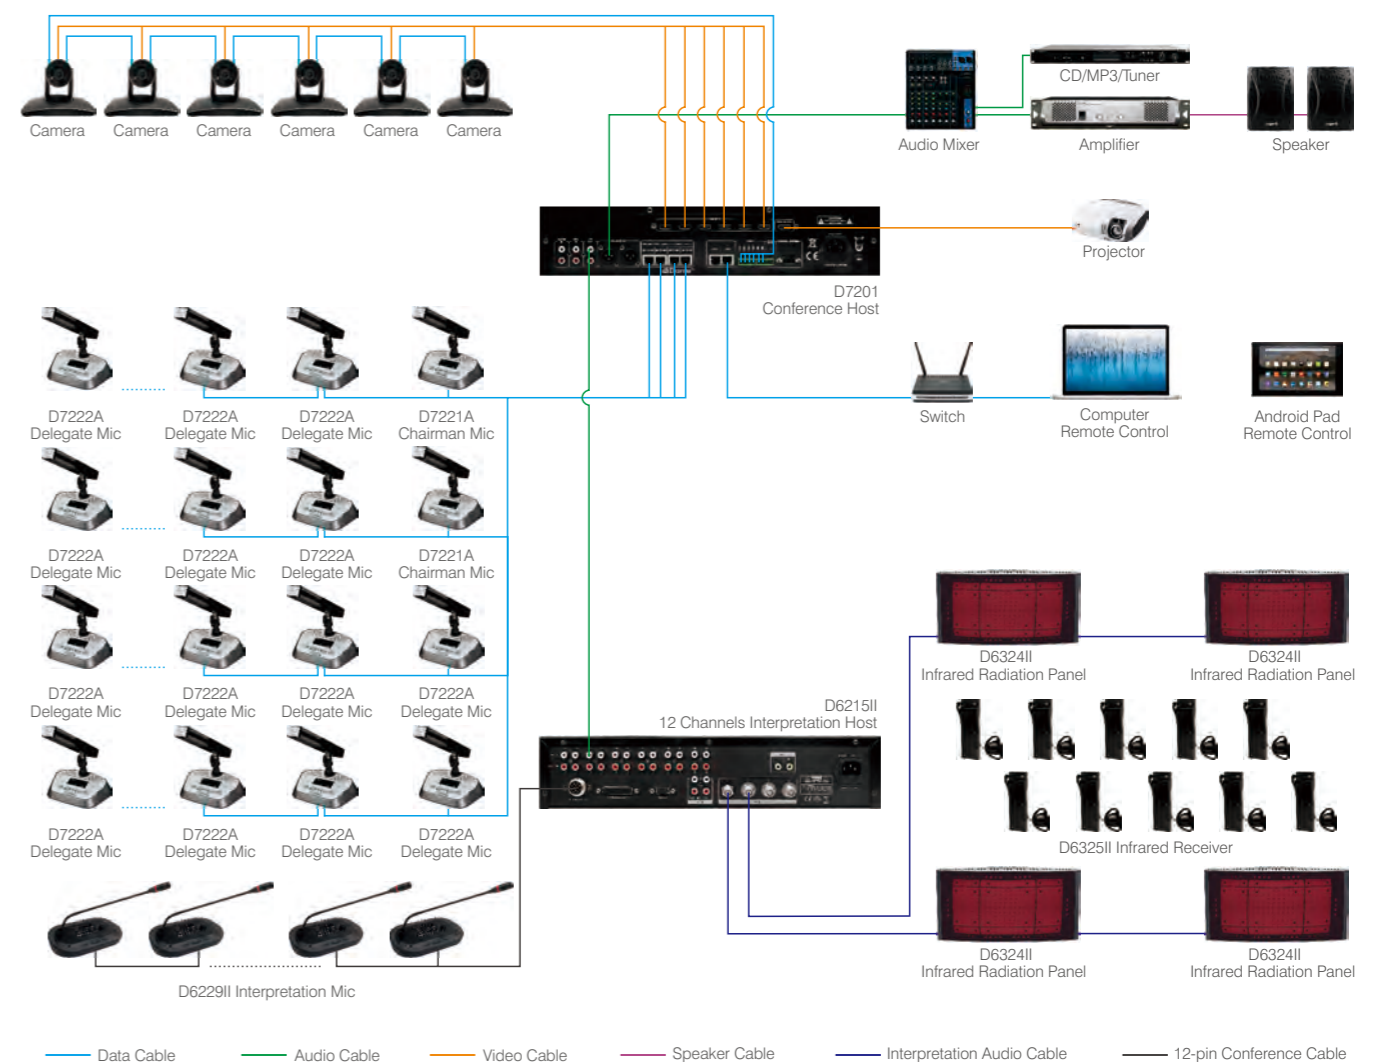 Camera
Camera
Camera
Camera
Camera
Camera
CD/MP3/Tuner
Audio Mixer
Amplifier
Speaker
Projector
D7201
Conference Host
Switch
Computer
Remote Control
Android Pad
Remote Control
D7222A
Delegate Mic
D7222A
Delegate Mic
D7222A
Delegate Mic
D7221A
Chairman Mic
D7222A
Delegate Mic
D7222A
Delegate Mic
D7222A
Delegate Mic
D7221A
Chairman Mic
D7222A
Delegate Mic
D7222A
Delegate Mic
D7222A
Delegate Mic
D7222A
Delegate Mic
D7222A
Delegate Mic
D7222A
Delegate Mic
D7222A
Delegate Mic
D7222A
Delegate Mic
D6229II Interpretation Mic
D6215II
12 Channels Interpretation Host
D6324II
Infrared Radiation Panel
D6324II
Infrared Radiation Panel
D6325II Infrared Receiver
D6324II
Infrared Radiation Panel
D6324II
Infrared Radiation Panel
Data Cable
Audio Cable
Video Cable
Speaker Cable
Interpretation Audio Cable
12-pin Conference Cable